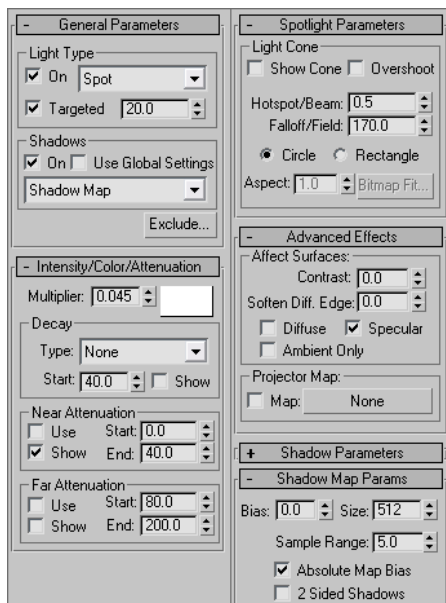 - General Parameters
Light Type
On Spot
Targeted 20.0
Shadows
On Use Global Settings
Shadow Map
Exclude...
- Intensity/Color/Attenuation
Multiplier: 0.045
Decay
Type: None
Start: 40.0 Show
Near Attenuation
Use Start: 0.0
Show End: 40.0
Far Attenuation
Use Start: 80.0
Show End: 200.0
- Spotlight Parameters
Light Cone
Show Cone Overshoot
Hotspot/Beam: 0.5
Falloff/Field: 170.0
Circle Rectangle
Aspect: 1.0 Bitmap Fit...
- Advanced Effects
Affect Surfaces:
Contrast: 0.0
Soften Diff. Edge: 0.0
Diffuse Specular
Ambient Only
Projector Map:
Map: None
+ Shadow Parameters
- Shadow Map Params
Bias: 0.0 Size: 512
Sample Range: 5.0
Absolute Map Bias
2 Sided Shadows